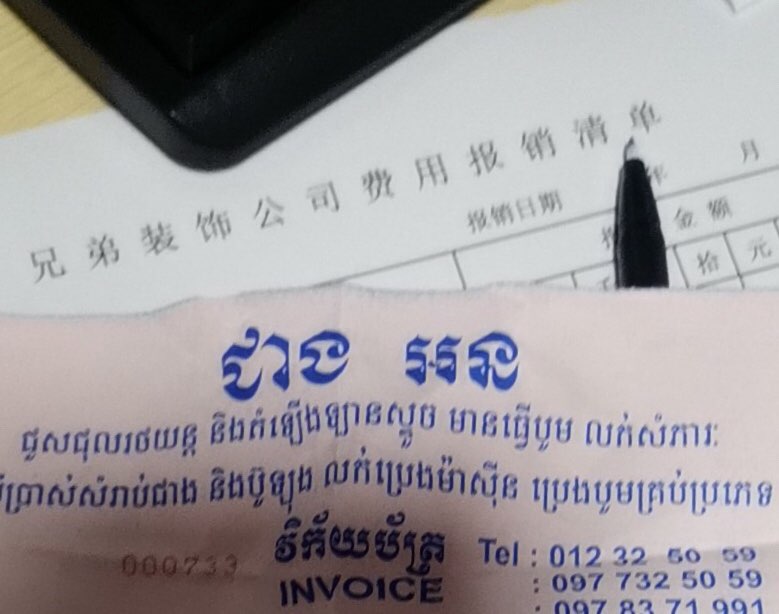 兄弟装饰公司费用报销清单
报销日期 年 月
金额
拾 元
ជាង អន
ជួសជុលរថយន្ត និងតំឡើងឡានស្ទូច មានធ្វើបូម លក់សំភារៈ
ប្រាស់សំរាប់ជាង និងប៊ូឡុង លក់ប្រេងម៉ាស៊ីន ប្រេងបូមគ្រប់ប្រភេទ
វិក័យប័ត្រ Tel : 012 32 50 59
000733 INVOICE : 097 732 50 59
: 097 83 71 991